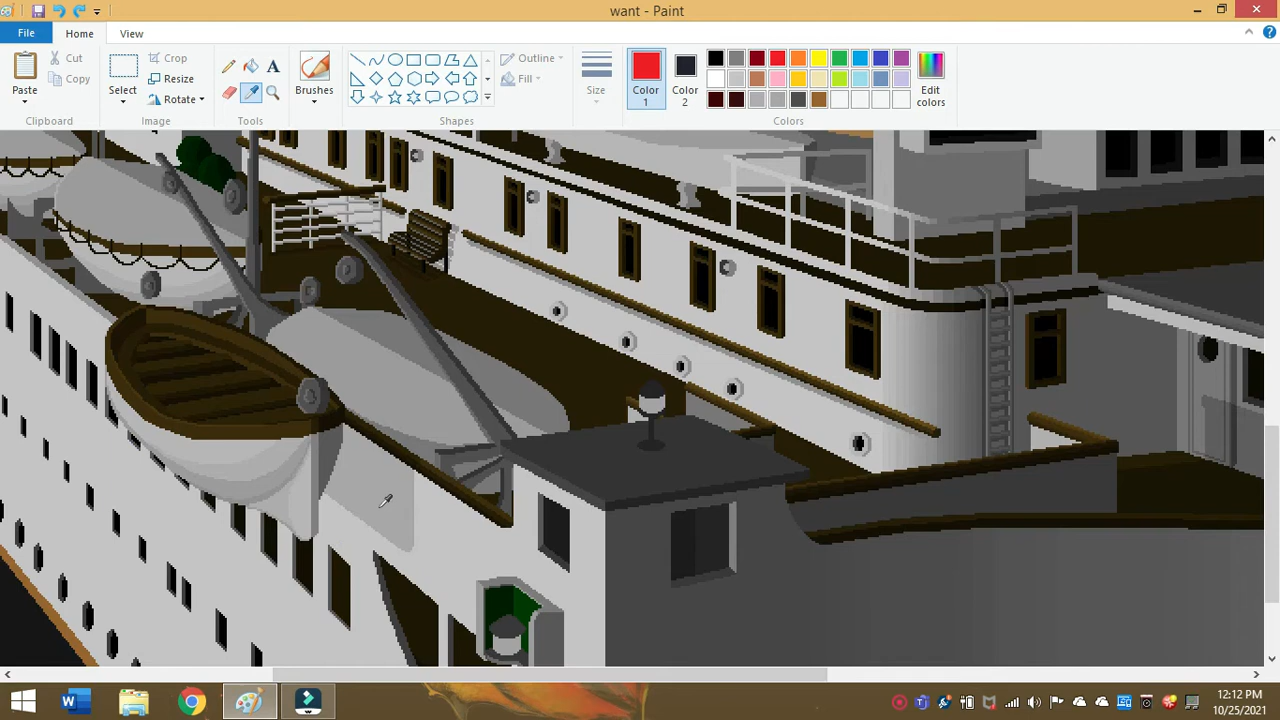 want - Paint
File
Home
View
Paste
Cut
Copy
Clipboard
Select
Crop
Resize
Rotate
Image
A
Tools
Brushes
Outline
Fill
Shapes
Size
Color 1
Color 2
Edit colors
Colors
12:12 PM
10/25/2021